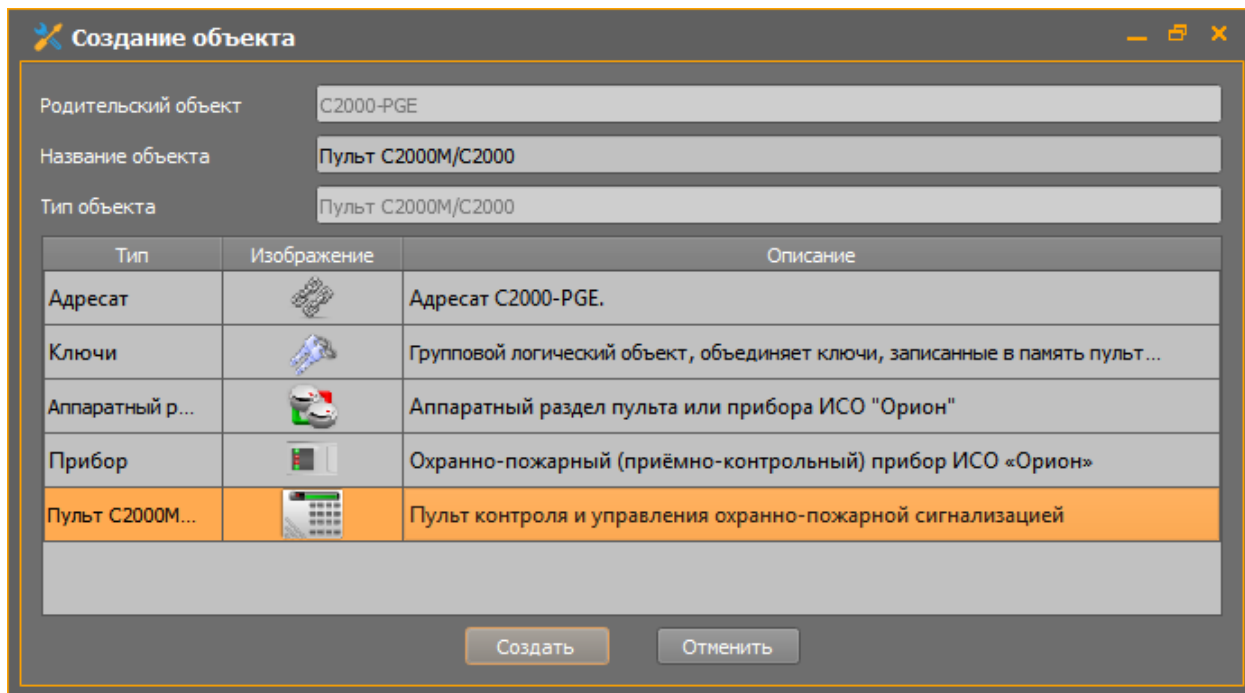 Создание объекта
Родительский объект C2000-PGE
Название объекта Пульт С2000М/С2000
Тип объекта Пульт С2000М/С2000
Тип Изображение Описание
Адресат Адресат C2000-PGE.
Ключи Групповой логический объект, объединяет ключи, записанные в память пульт...
Аппаратный р... Аппаратный раздел пульта или прибора ИСО "Орион"
Прибор Охранно-пожарный (приёмно-контрольный) прибор ИСО «Орион»
Пульт С2000М... Пульт контроля и управления охранно-пожарной сигнализацией
Создать Отменить